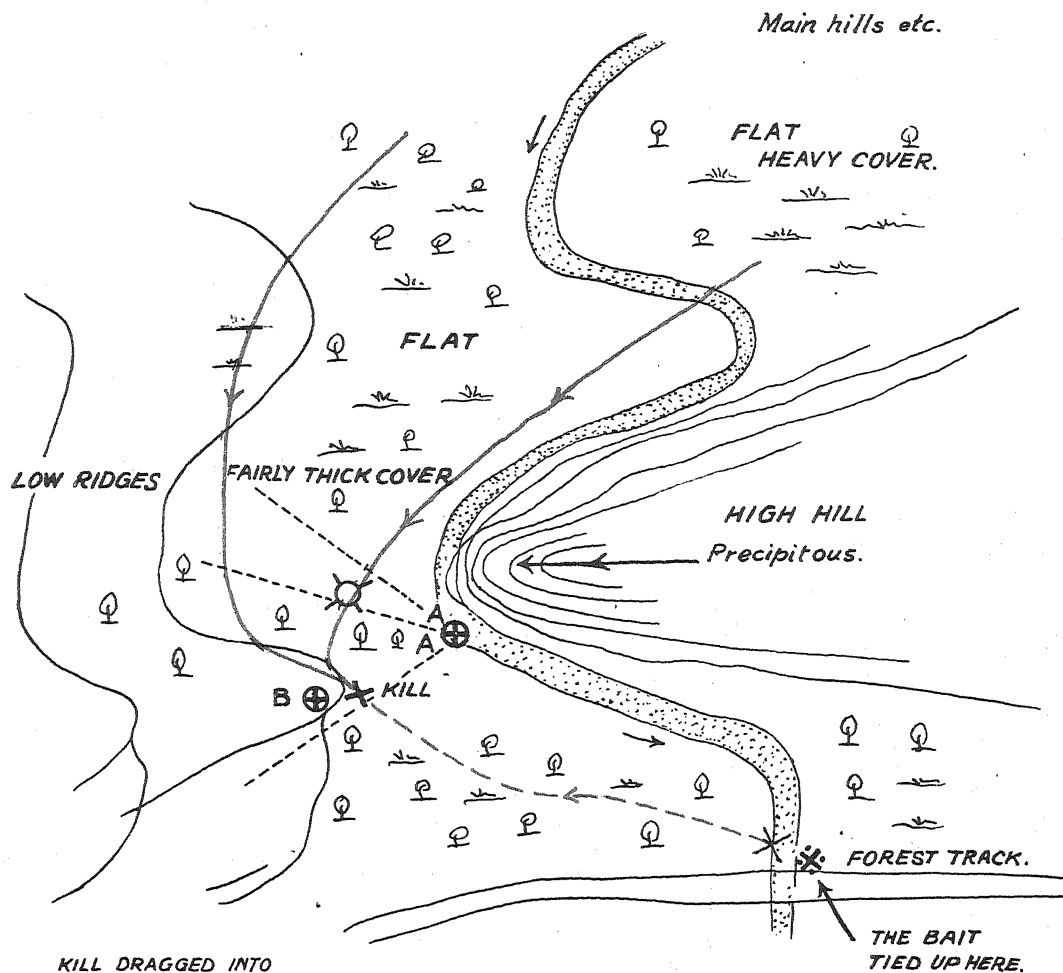 Main hills etc.
FLAT
HEAVY COVER.
FLAT
LOW RIDGES
FAIRLY THICK COVER
HIGH HILL
Precipitous.
A
A
B
KILL
FOREST TRACK.
THE BAIT
TIED UP HERE.
KILL DRAGGED INTO